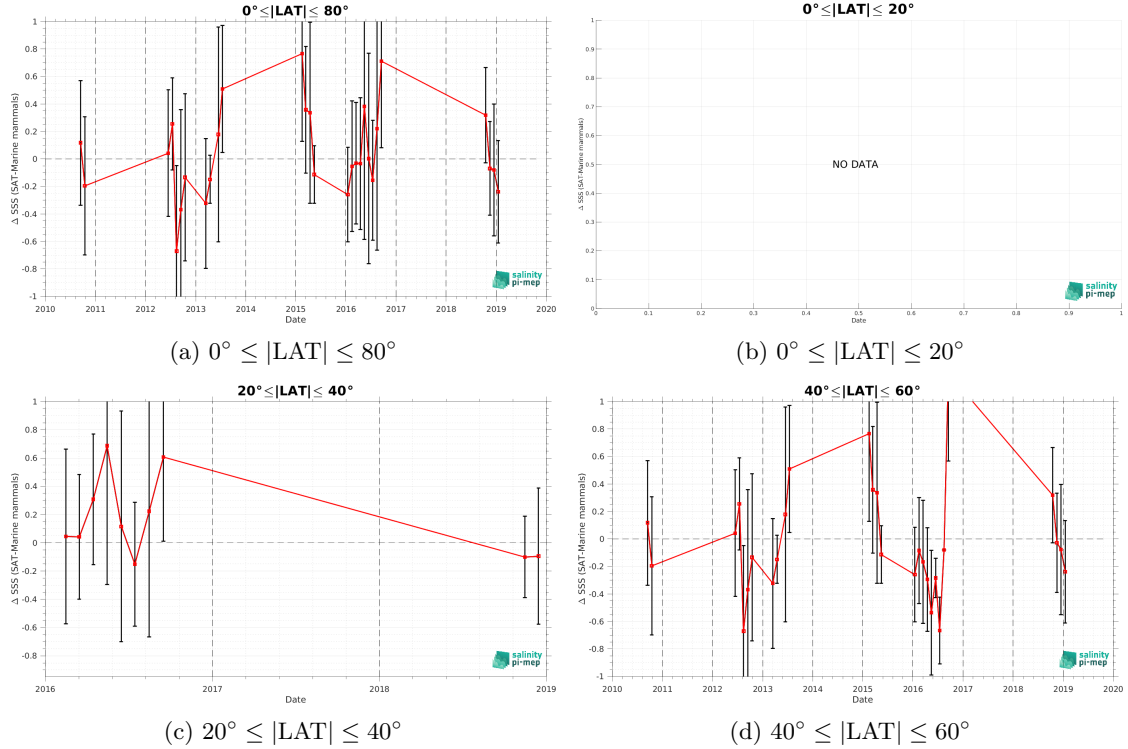 0°≤|LAT|≤ 80°
Δ SSS (SAT-Marine mammals)
1
0.8
0.6
0.4
0.2
0
-0.2
-0.4
-0.6
-0.8
-1
2010 2011 2012 2013 2014 2015 2016 2017 2018 2019 2020
Date
salinity
pi-mep
(a) 0° ≤ |LAT| ≤ 80°
0°≤|LAT|≤ 20°
Δ SSS (SAT-Marine mammals)
1
0.9
0.8
0.7
0.6
0.5
0.4
0.3
0.2
0.1
0
NO DATA
0 0.1 0.2 0.3 0.4 0.5 0.6 0.7 0.8 0.9 1
Date
salinity
pi-mep
(b) 0° ≤ |LAT| ≤ 20°
20°≤|LAT|≤ 40°
Δ SSS (SAT-Marine mammals)
1
0.8
0.6
0.4
0.2
0
-0.2
-0.4
-0.6
-0.8
2016 2017 2018 2019
Date
salinity
pi-mep
(c) 20° ≤ |LAT| ≤ 40°
40°≤|LAT|≤ 60°
Δ SSS (SAT-Marine mammals)
1
0.8
0.6
0.4
0.2
0
-0.2
-0.4
-0.6
-0.8
-1
2010 2011 2012 2013 2014 2015 2016 2017 2018 2019 2020
Date
salinity
pi-mep
(d) 40° ≤ |LAT| ≤ 60°